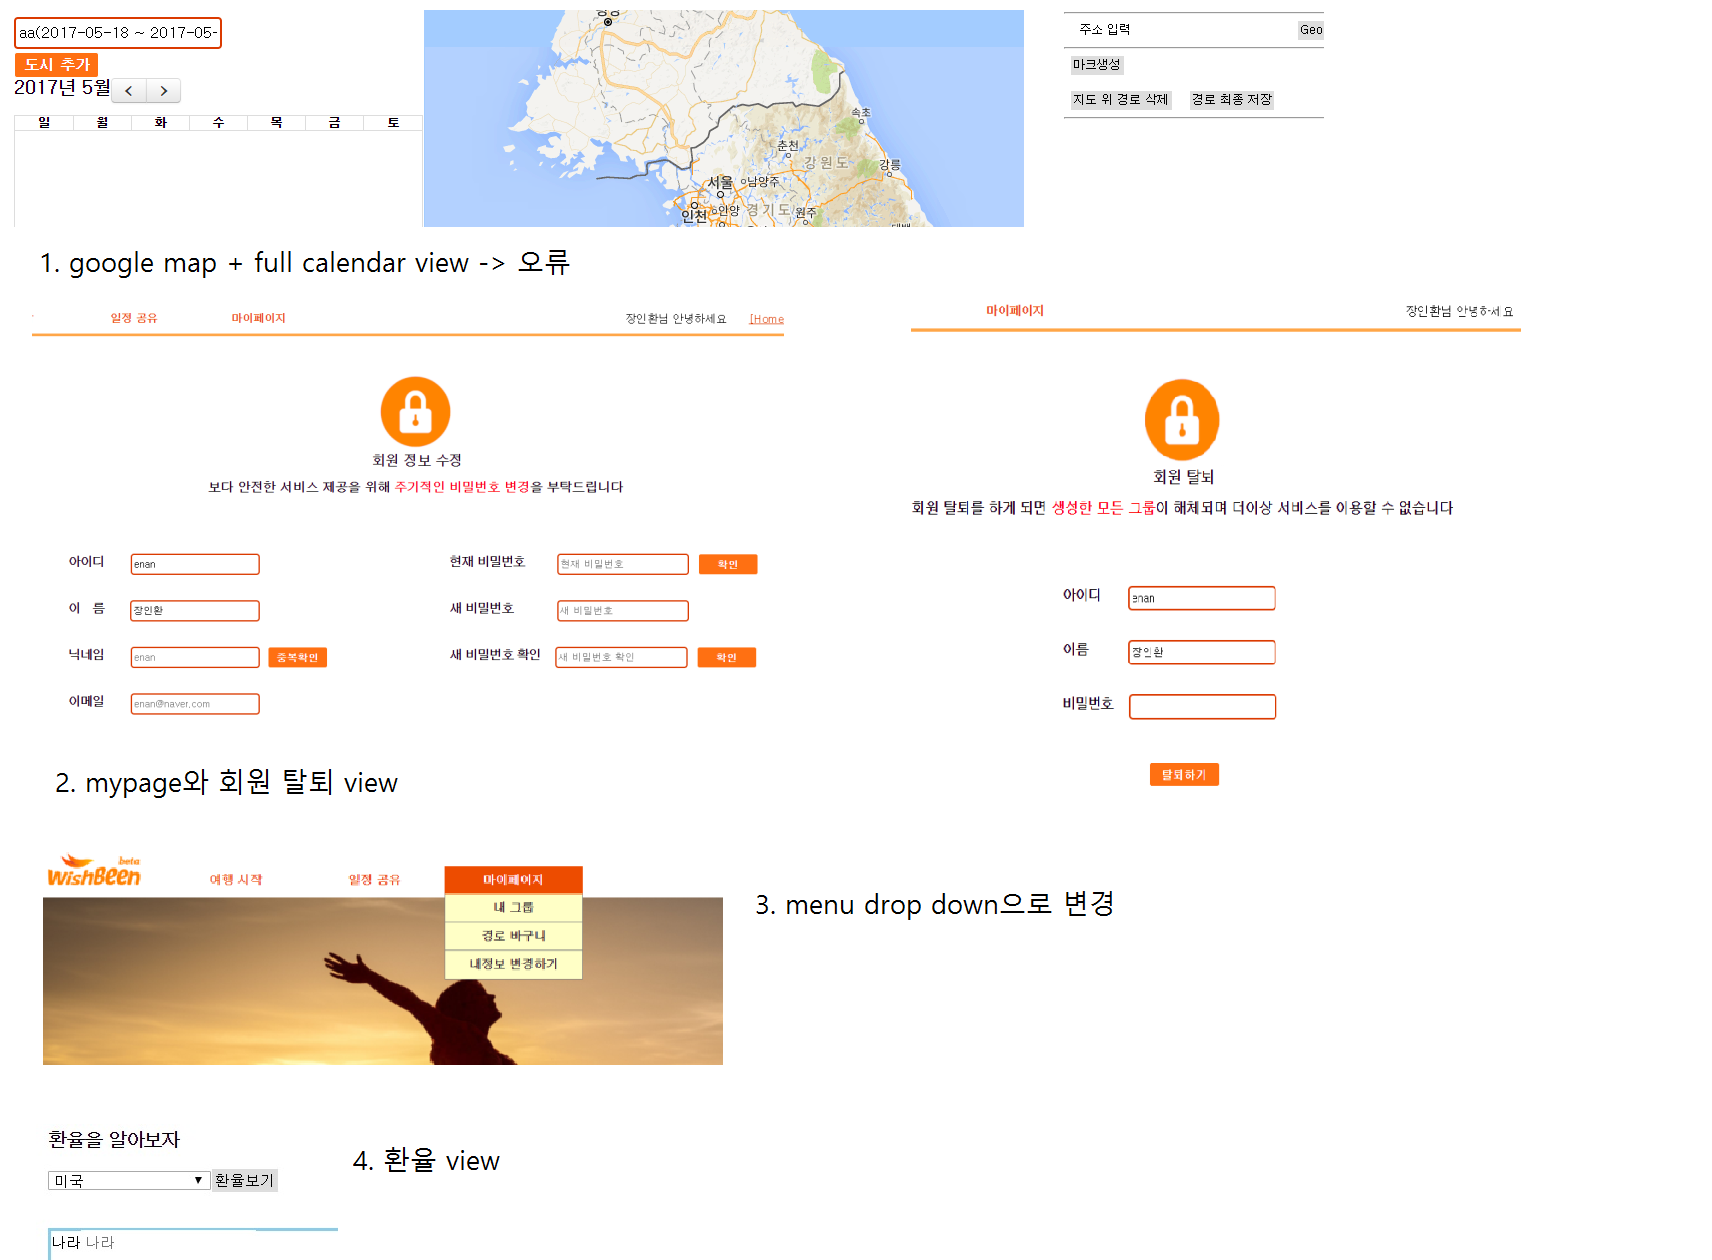 aa(2017-05-18 ~ 2017-05-
도시 추가
2017년 5월 < >
일 월 화 수 목 금 토
속초
춘천
강원도
강릉
서울 남양주
안양 경기도 원주
인천
주소 입력 Geo
마크생성
지도 위 경로 삭제 경로 최종 저장
1. google map + full calendar view -> 오류
일정 공유 마이페이지 장인환님 안녕하세요 [Home
회원 정보 수정
보다 안전한 서비스 제공을 위해 주기적인 비밀번호 변경을 부탁드립니다
아이디 enan 현재 비밀번호 현재 비밀번호 확인
이 름 장인환 새 비밀번호 새 비밀번호
닉네임 enan 중복확인 새 비밀번호 확인 새 비밀번호 확인 확인
이메일 enan@naver.com
마이페이지 장인환님 안녕하세요
회원 탈퇴
회원 탈퇴를 하게 되면 생성한 모든 그룹이 해체되며 더이상 서비스를 이용할 수 없습니다
아이디 enan
이름 장인환
비밀번호
탈퇴하기
2. mypage와 회원 탈퇴 view
WishBeen beta
여행 시작 일정 공유 마이페이지
내 그룹
경로 바구니
내정보 변경하기
3. menu drop down으로 변경
환율을 알아보자
미국 ▼ 환율보기
4. 환율 view
나라 나라